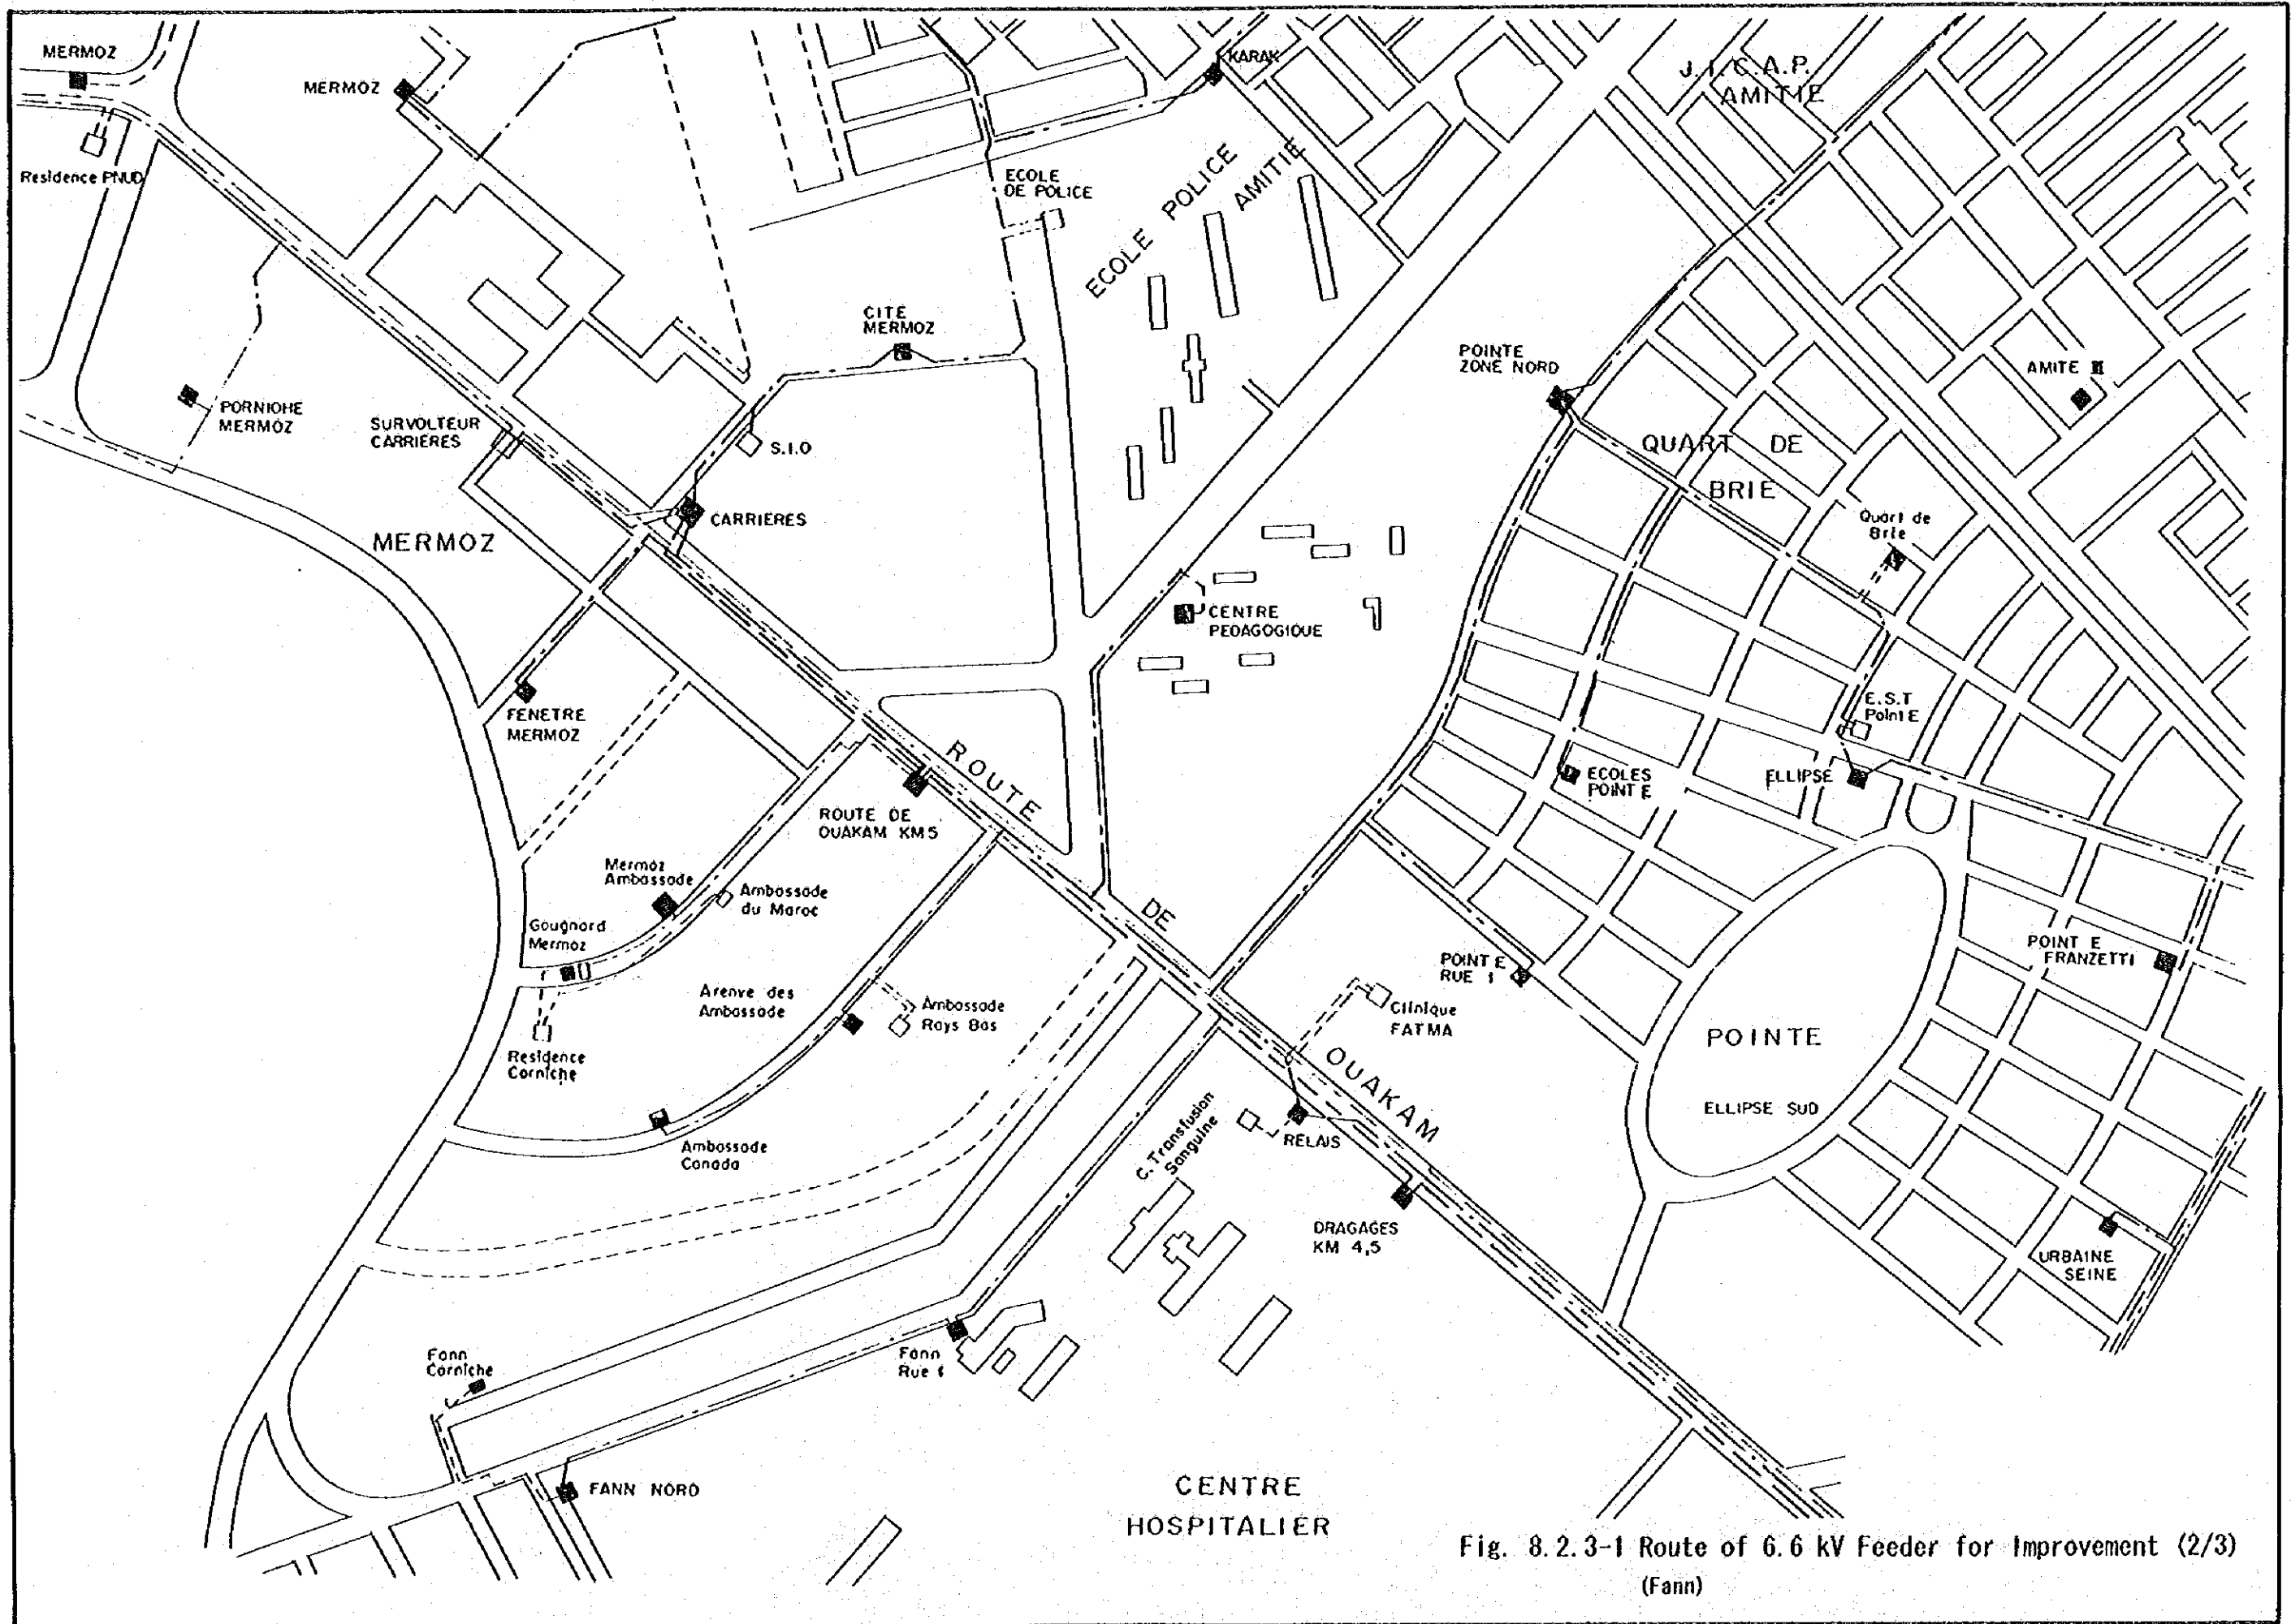 MERMOZ
MERMOZ
Residence PNUD
KARAK
J.I.C.A.P.
AMITIE
ECOLE
DE POLICE
ECOLE POLICE
AMITIE
CITE
MERMOZ
POINTE
ZONE NORD
AMITE II
PORNIOHE
MERMOZ
SURVOLTEUR
CARRIERES
S.I.O
QUART DE
BRIE
CARRIERES
Quart de
Brie
MERMOZ
CENTRE
PEDAGOGIQUE
FENETRE
MERMOZ
E.S.T
Point E
ROUTE DE OUAKAM
ECOLES
POINT E
ELLIPSE
ROUTE DE
OUAKAM KM5
Mermoz
Ambassade
Ambassade
du Maroc
Gougnard
Mermoz
POINT E
RUE 1
POINT E
FRANZETTI
Arenve des
Ambassade
Ambassade
Rays Bas
Clinique
FATMA
POINTE
Residence
Corniche
ELLIPSE SUD
C. Transfusion
Sanguine
RELAIS
Ambassade
Canada
DRAGAGES
KM 4,5
URBAINE
SEINE
Fann
Corniche
Fann
Rue 1
FANN NORD
CENTRE
HOSPITALIER
Fig. 8.2.3-1 Route of 6.6 kV Feeder for Improvement (2/3)
(Fann)